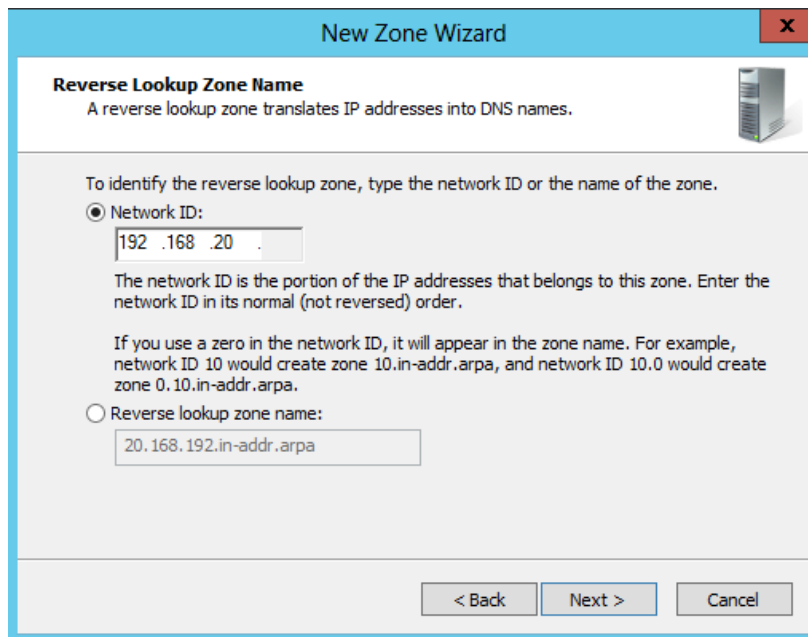 New Zone Wizard
x
Reverse Lookup Zone Name
A reverse lookup zone translates IP addresses into DNS names.
To identify the reverse lookup zone, type the network ID or the name of the zone.
Network ID:
192 .168 .20 .
The network ID is the portion of the IP addresses that belongs to this zone. Enter the
network ID in its normal (not reversed) order.
If you use a zero in the network ID, it will appear in the zone name. For example,
network ID 10 would create zone 10.in-addr.arpa, and network ID 10.0 would create
zone 0.10.in-addr.arpa.
Reverse lookup zone name:
20.168.192.in-addr.arpa
< Back Next > Cancel